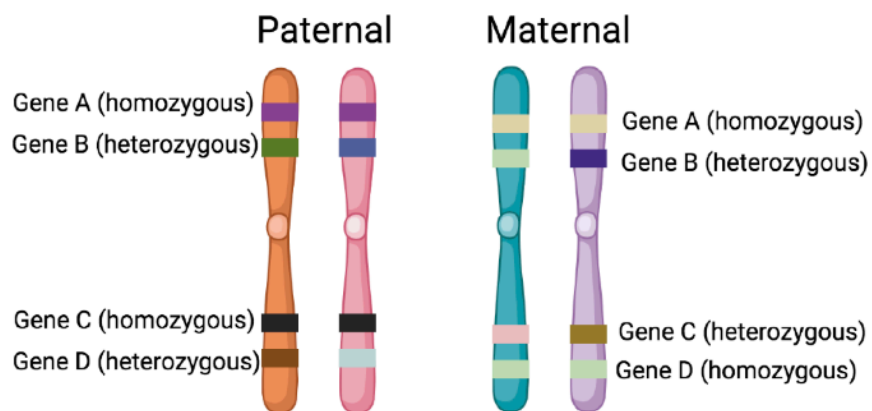 Paternal
Maternal
Gene A (homozygous)
Gene B (heterozygous)
Gene C (homozygous)
Gene D (heterozygous)
Gene A (homozygous)
Gene B (heterozygous)
Gene C (heterozygous)
Gene D (homozygous)